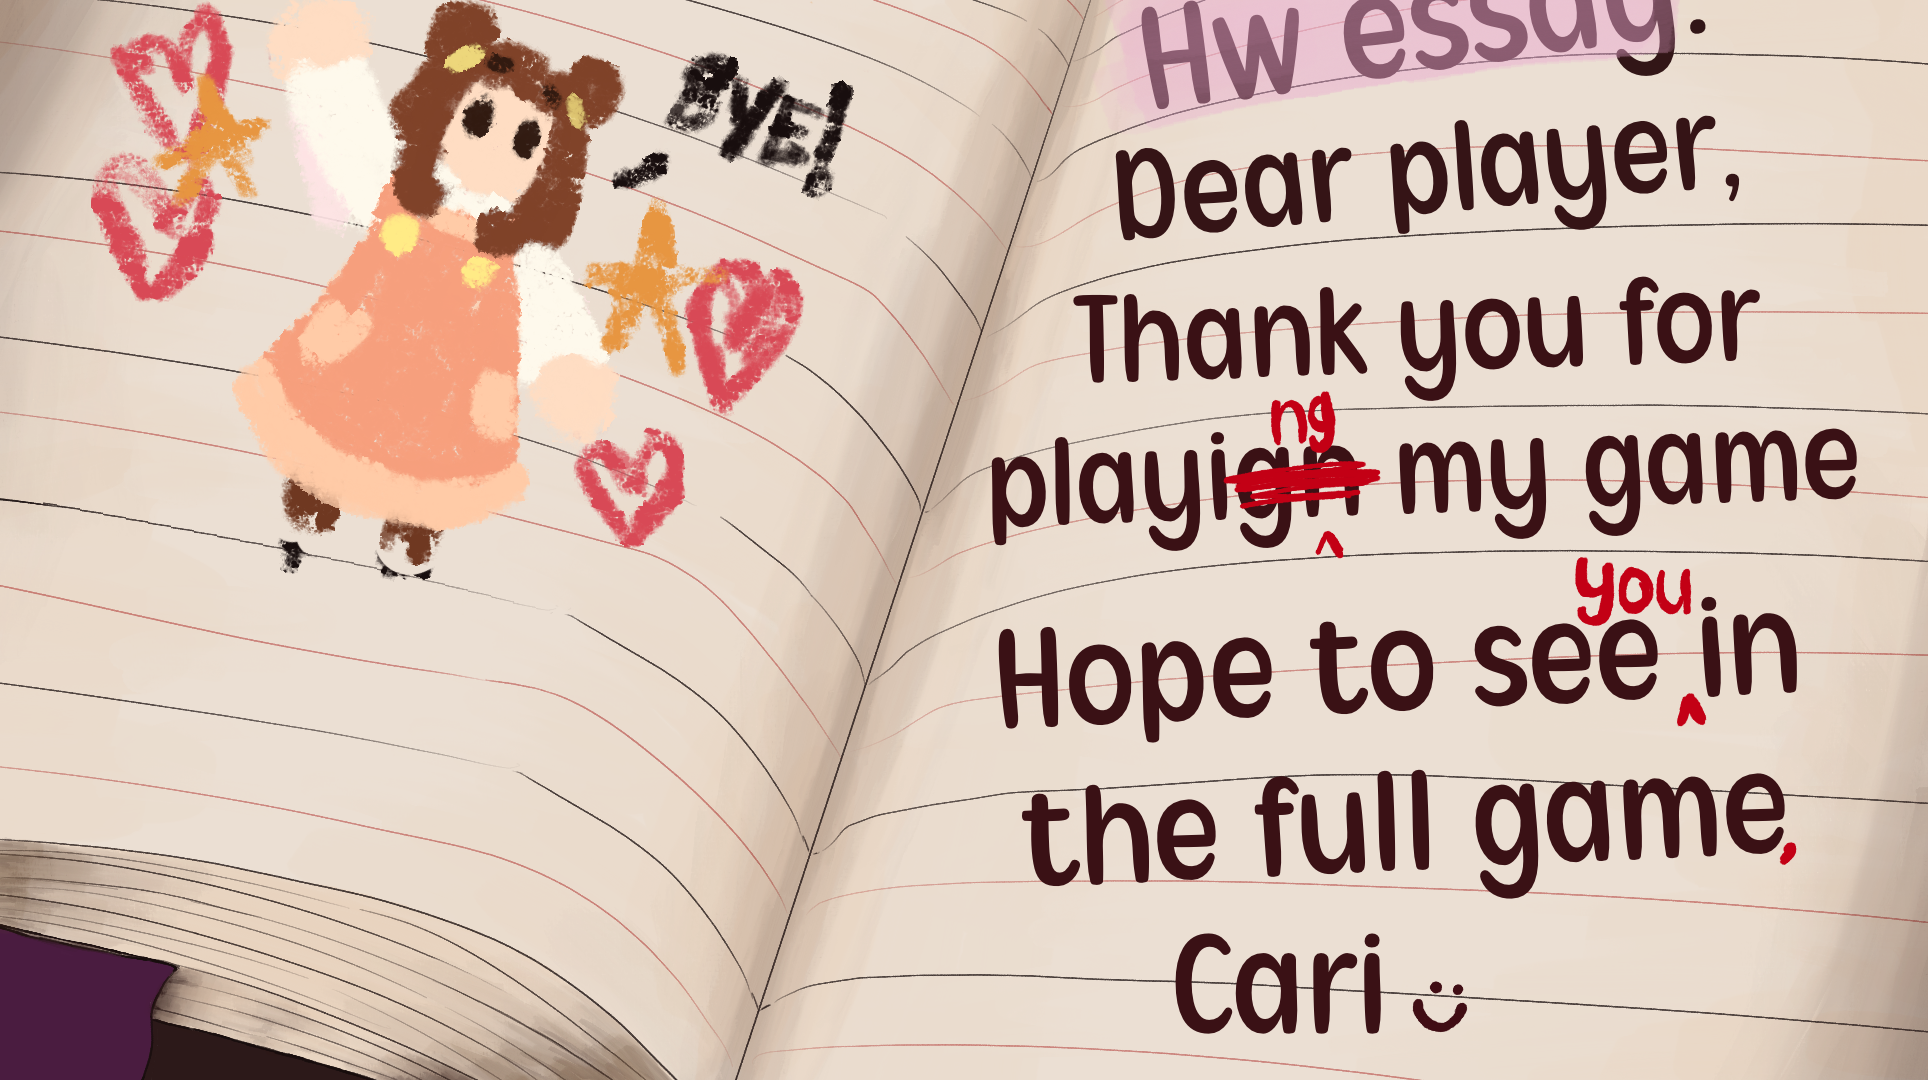 BYE!
Hw essay.
Dear player,
Thank you for
ng
playign my game
you
Hope to see in
^
the full game,
Cari